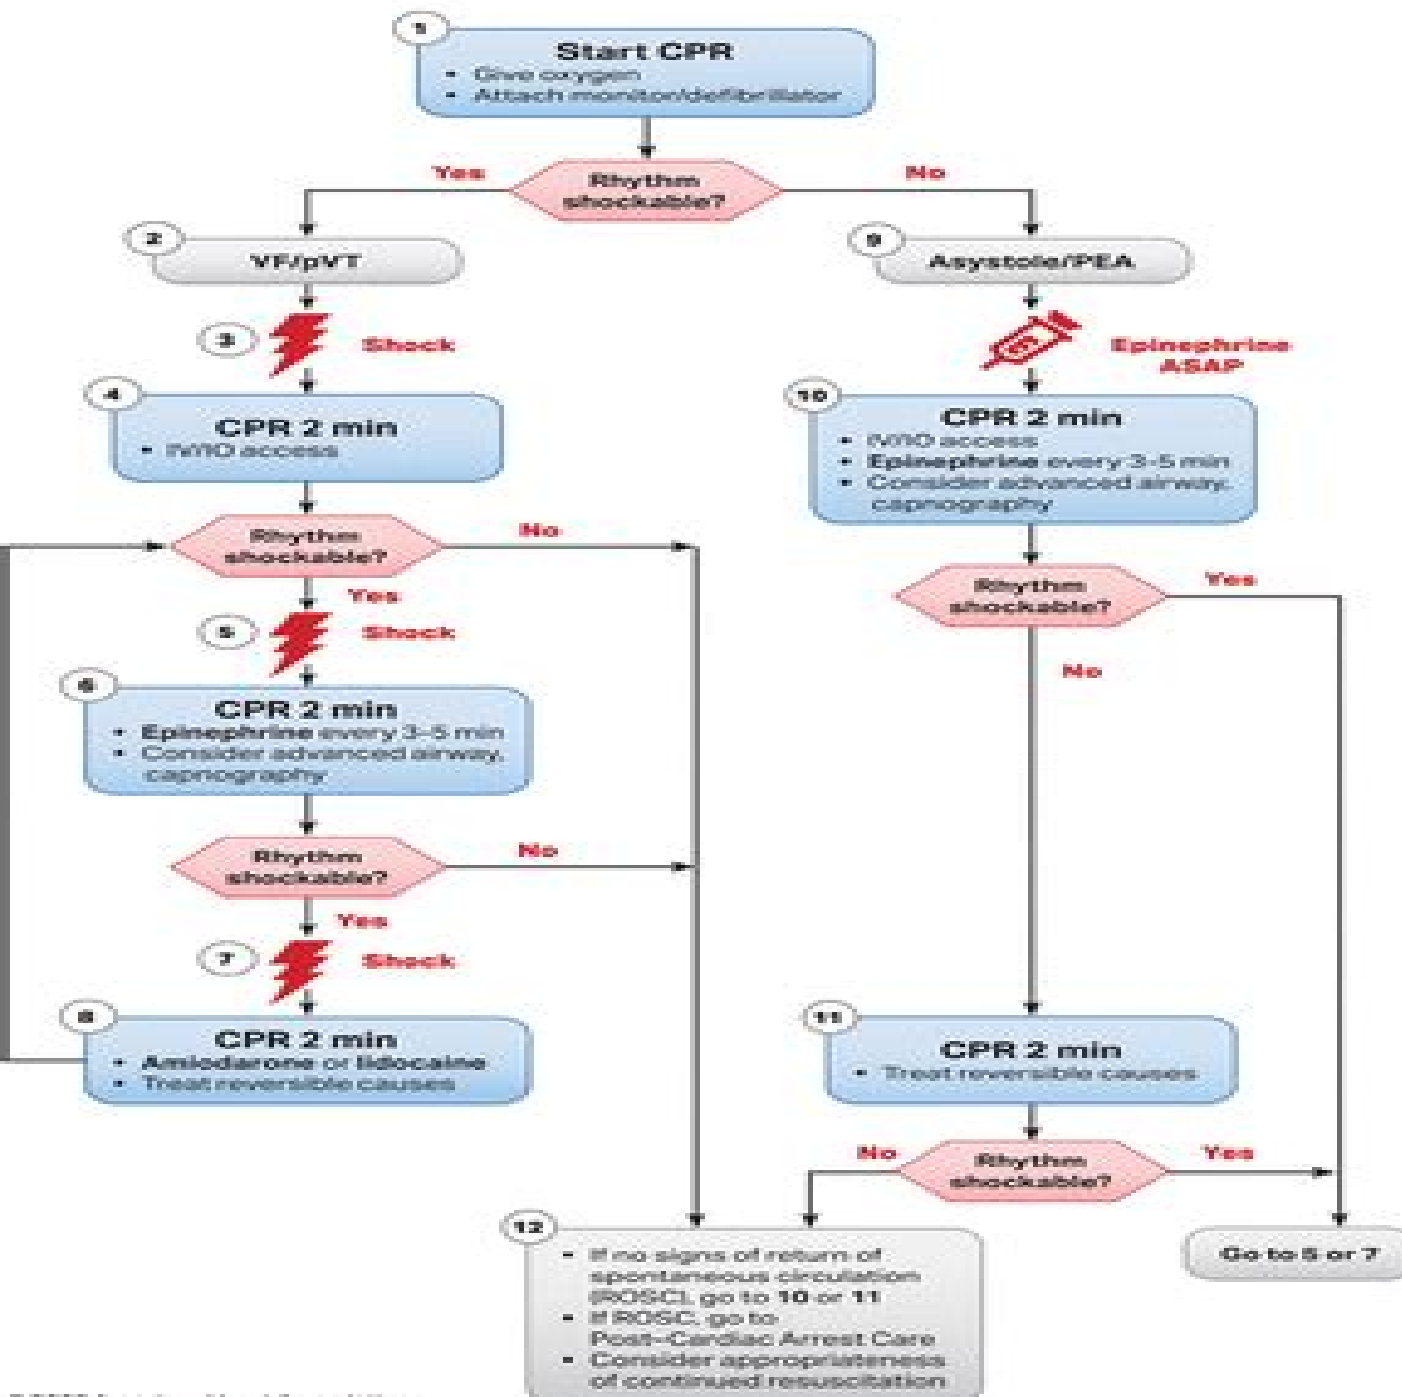 1
Start CPR
• Give oxygen
• Attach monitor/defibrillator
Rhythm
shockable?
Yes
No
2
VF/pVT
9
Asystole/PEA
3
Shock
Epinephrine
ASAP
4
CPR 2 min
• IV/IO access
10
CPR 2 min
• IV/IO access
• Epinephrine every 3-5 min
• Consider advanced airway,
capnography
Rhythm
shockable?
No
Yes
Rhythm
shockable?
Yes
No
5
Shock
6
CPR 2 min
• Epinephrine every 3-5 min
• Consider advanced airway,
capnography
Rhythm
shockable?
No
Yes
7
Shock
8
CPR 2 min
• Amiodarone or lidocaine
• Treat reversible causes
11
CPR 2 min
• Treat reversible causes
Rhythm
shockable?
No
Yes
12
• If no signs of return of
spontaneous circulation
(ROSC), go to 10 or 11
• If ROSC, go to
Post-Cardiac Arrest Care
• Consider appropriateness
of continued resuscitation
Go to 5 or 7